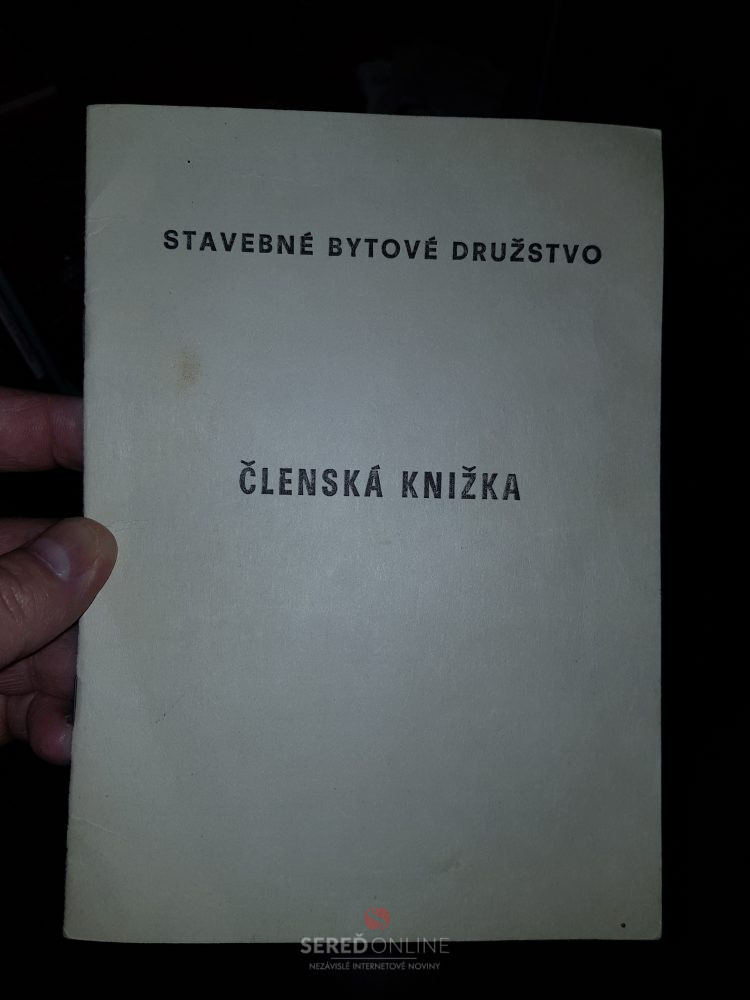 STAVEBNÉ BYTOVÉ DRUŽSTVO
ČLENSKÁ KNIŽKA
SEREĎONLINE
NEZÁVISLÉ INTERNETOVÉ NOVINY